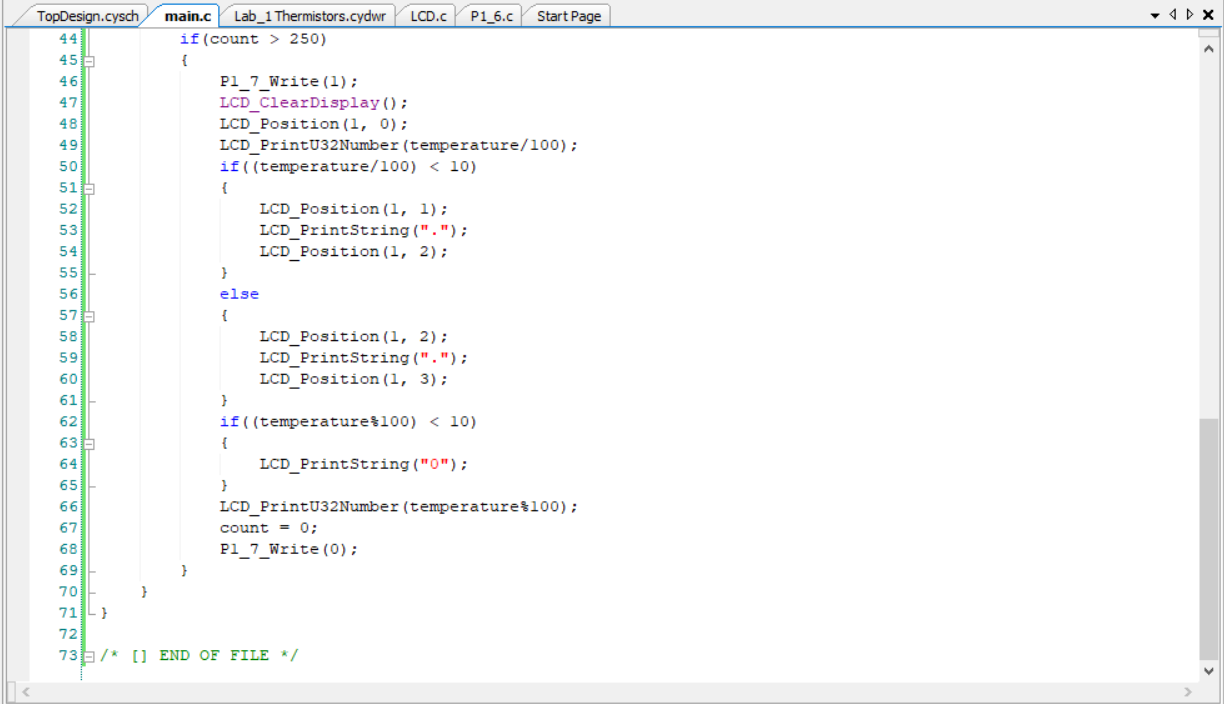 TopDesign.cysch main.c Lab_1 Thermistors.cydwr LCD.c P1_6.c Start Page
44 if(count > 250)
45 {
46 P1_7_Write(1);
47 LCD_ClearDisplay();
48 LCD_Position(1, 0);
49 LCD_PrintU32Number(temperature/100);
50 if((temperature/100) < 10)
51 {
52 LCD_Position(1, 1);
53 LCD_PrintString(".");
54 LCD_Position(1, 2);
55 }
56 else
57 {
58 LCD_Position(1, 2);
59 LCD_PrintString(".");
60 LCD_Position(1, 3);
61 }
62 if((temperature%100) < 10)
63 {
64 LCD_PrintString("0");
65 }
66 LCD_PrintU32Number(temperature%100);
67 count = 0;
68 P1_7_Write(0);
69 }
70 }
71 }
72
73 /* [] END OF FILE */